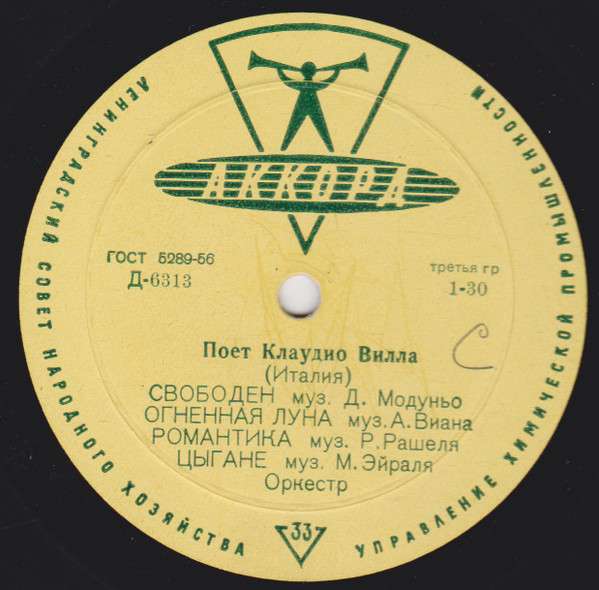 ЛЕНИНГРАДСКИЙ СОВЕТ НАРОДНОГО ХОЗЯЙСТВА
УПРАВЛЕНИЕ ХИМИЧЕСКОЙ ПРОМЫШЛЕННОСТИ
АККОРД
ГОСТ 5289-56
Д-6313
третья гр
1-30
С
Поет Клаудио Вилла
(Италия)
СВОБОДЕН муз. Д. Модуньо
ОГНЕННАЯ ЛУНА муз. А. Виана
РОМАНТИКА муз. Р. Рашеля
ЦЫГАНЕ муз. М. Эйраля
Оркестр
33